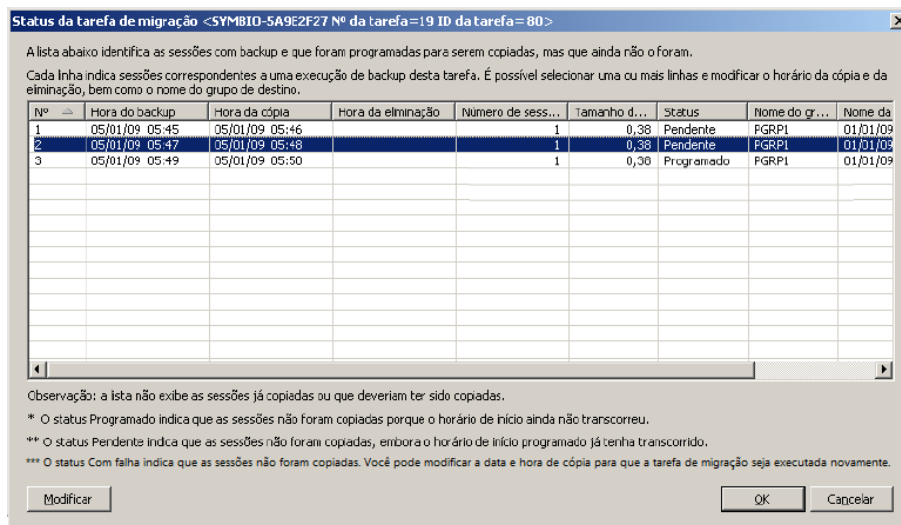 Status da tarefa de migração <SYMBIO-5A9E2F27 Nº da tarefa=19 ID da tarefa= 80>
A lista abaixo identifica as sessões com backup e que foram programadas para serem copiadas, mas que ainda não o foram.
Cada linha indica sessões correspondentes a uma execução de backup desta tarefa. É possível selecionar uma ou mais linhas e modificar o horário da cópia e da
eliminação, bem como o nome do grupo de destino.
Nº Hora do backup Hora da cópia Hora da eliminação Número de sess... Tamanho d... Status Nome do gr... Nome da
1 05/01/09 05:45 05/01/09 05:46 1 0,38 Pendente PGRP1 01/01/09
2 05/01/09 05:47 05/01/09 05:48 1 0,38 Pendente PGRP1 01/01/09
3 05/01/09 05:49 05/01/09 05:50 1 0,38 Programado PGRP1 01/01/09
Observação: a lista não exibe as sessões já copiadas ou que deveriam ter sido copiadas.
* O status Programado indica que as sessões não foram copiadas porque o horário de início ainda não transcorreu.
** O status Pendente indica que as sessões não foram copiadas, embora o horário de início programado já tenha transcorrido.
*** O status Com falha indica que as sessões não foram copiadas. Você pode modificar a data e hora de cópia para que a tarefa de migração seja executada novamente.
Modificar OK Cancelar